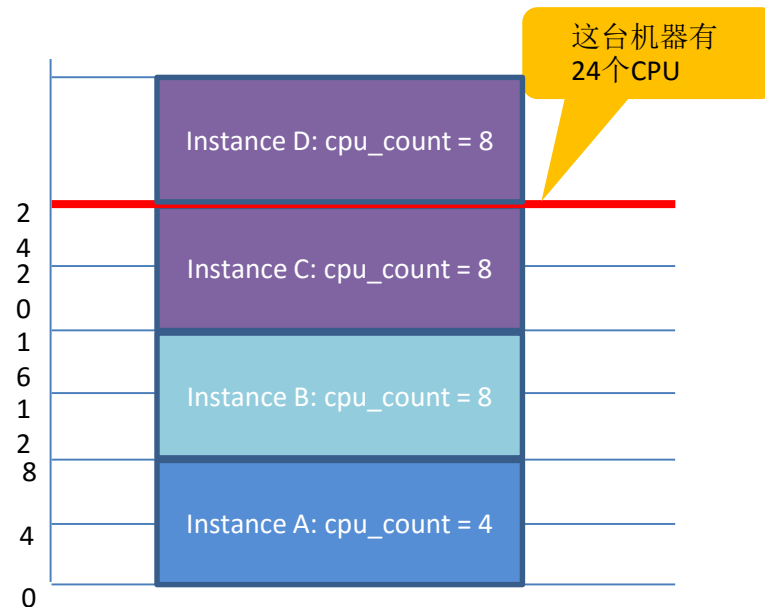 这台机器有
24个CPU
Instance D: cpu_count = 8
2
4
Instance C: cpu_count = 8
2
0
1
6
Instance B: cpu_count = 8
1
2
8
Instance A: cpu_count = 4
4
0